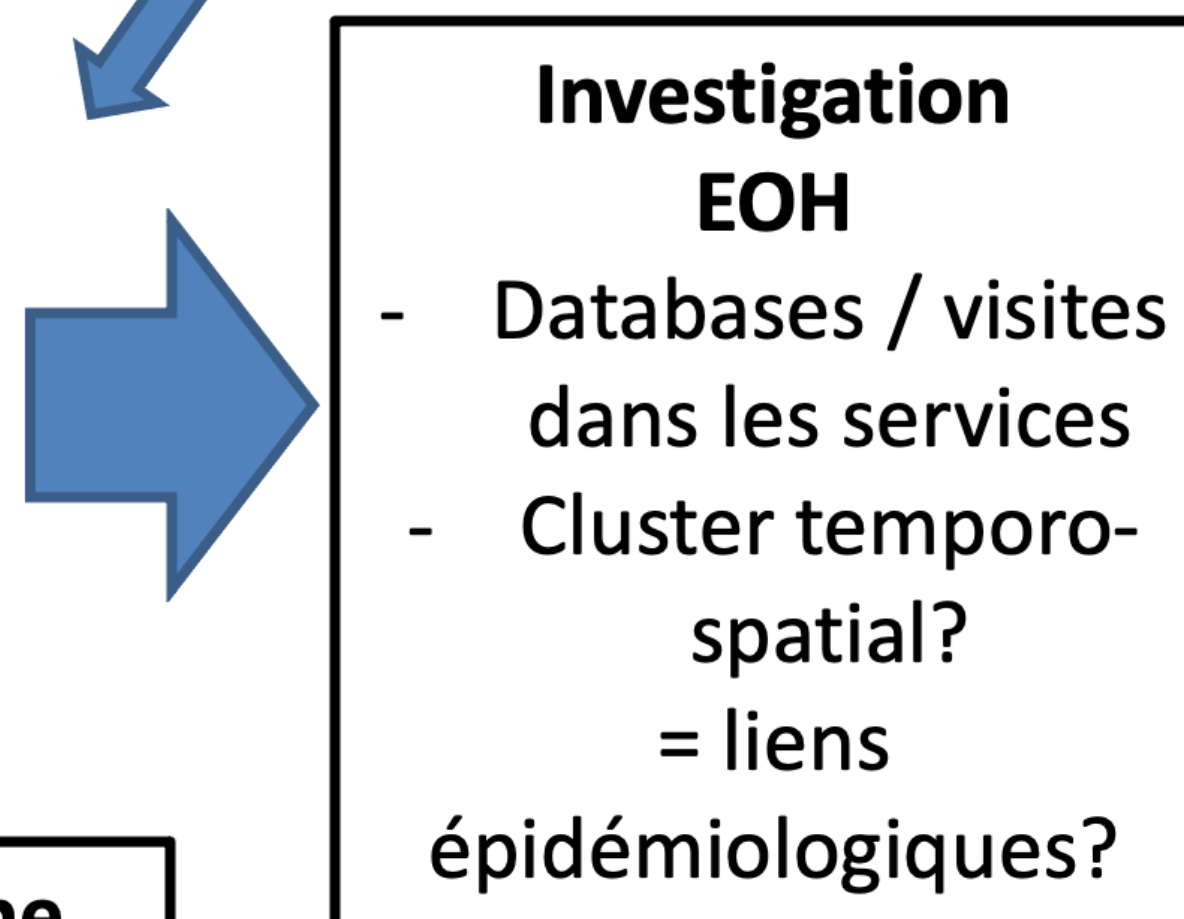 Investigation
EOH
- Databases / visites
dans les services
- Cluster temporo-
spatial?
= liens
épidémiologiques?